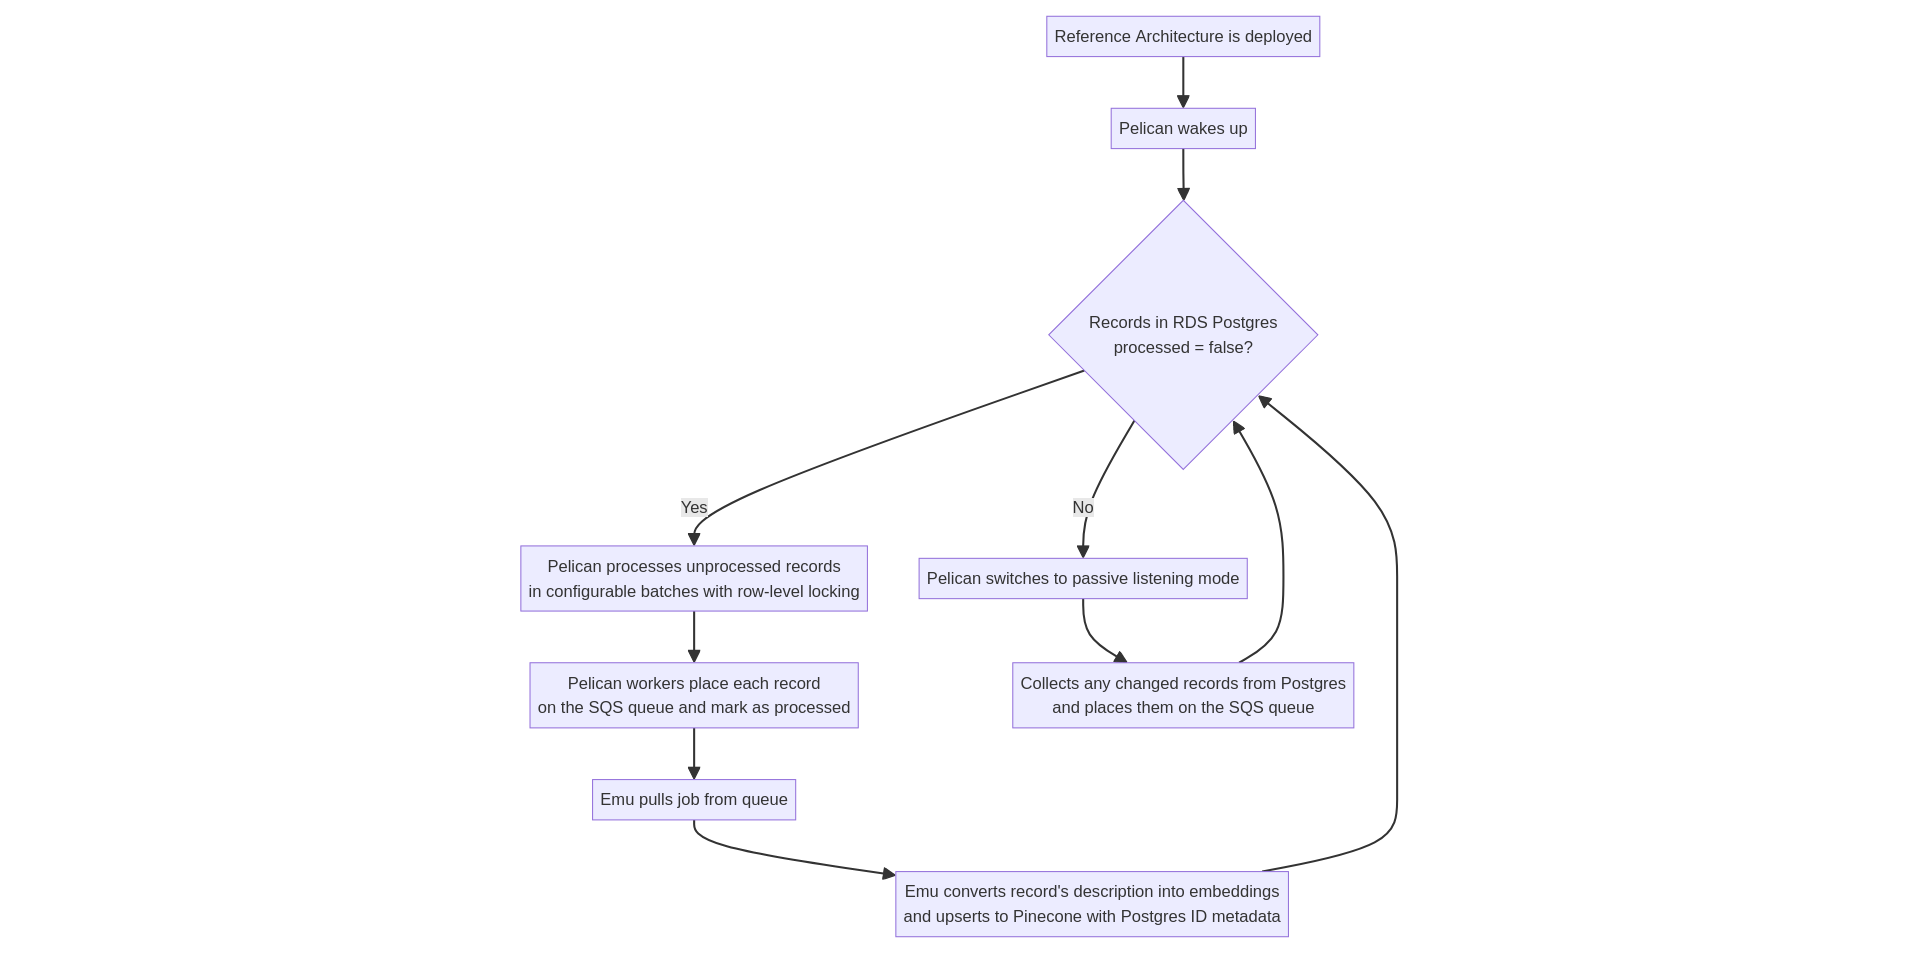 Reference Architecture is deployed
Pelican wakes up
Records in RDS Postgres
processed = false?
Yes
No
Pelican processes unprocessed records
in configurable batches with row-level locking
Pelican switches to passive listening mode
Pelican workers place each record
on the SQS queue and mark as processed
Collects any changed records from Postgres
and places them on the SQS queue
Emu pulls job from queue
Emu converts record's description into embeddings
and upserts to Pinecone with Postgres ID metadata